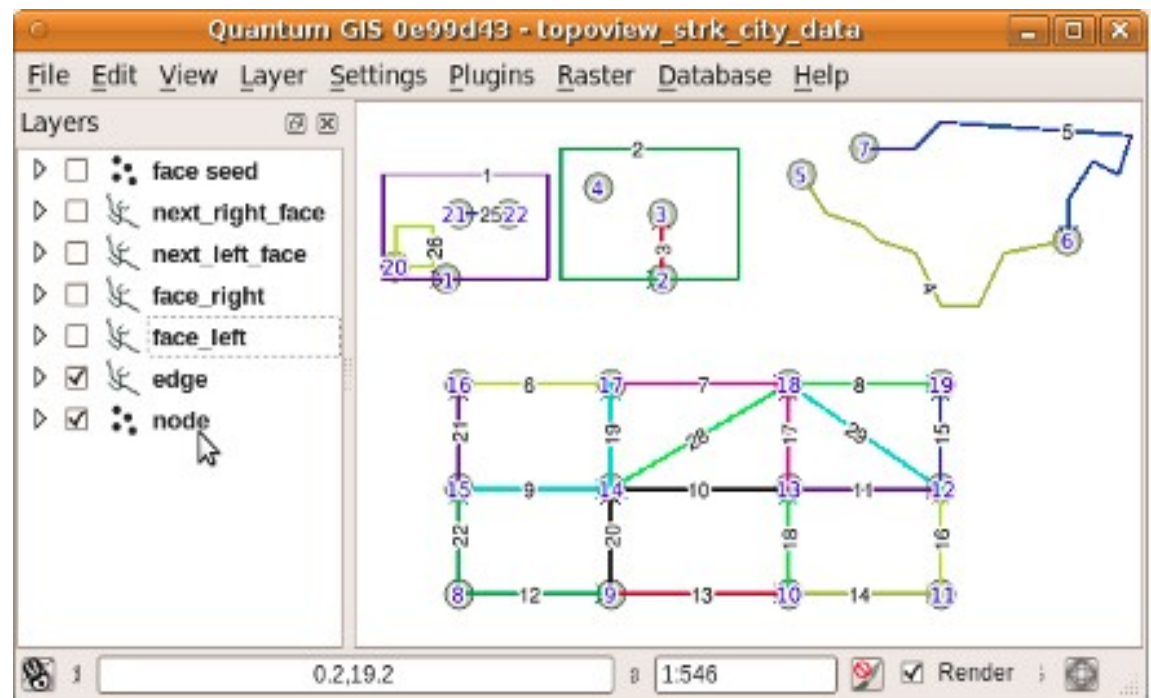 Quantum GIS 0e99d43 - topoview_strk_city_data
File Edit View Layer Settings Plugins Raster Database Help
Layers
face seed
next_right_face
next_left_face
face_right
face_left
edge
node
1
2
5
7
4
5
21 25 22
3
26
3
6
20
1
2
4
16 6 17 7 18 8 19
21 19 28 17 29 15
15 9 14 10 13 11 12
22 20 18 16
8 12 9 13 10 14 11
0.2,19.2
1:546
Render